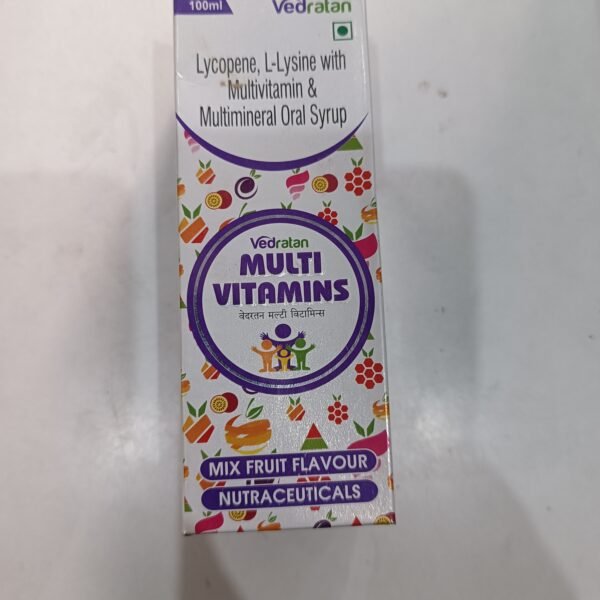 100ml
Vedratan
Lycopene, L-Lysine with
Multivitamin &
Multimineral Oral Syrup
Vedratan
MULTI
VITAMINS
वेदरतन मल्टी विटामिन्स
MIX FRUIT FLAVOUR
NUTRACEUTICALS